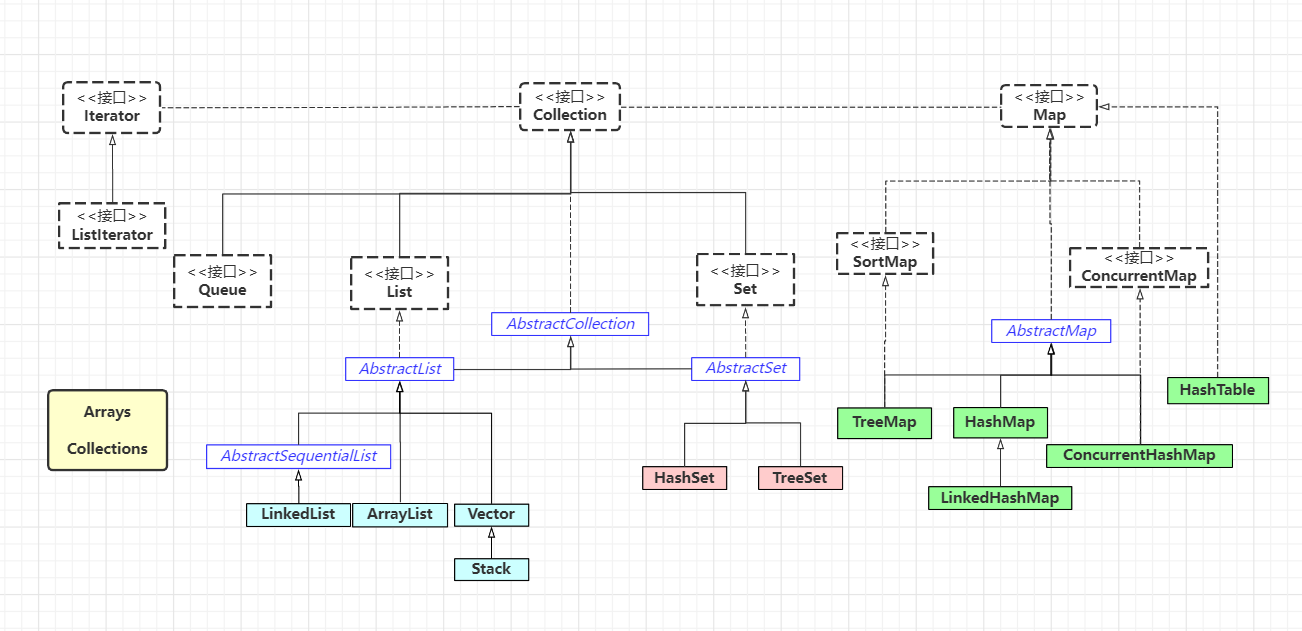 <<接口>>
Iterator
<<接口>>
Collection
<<接口>>
Map
<<接口>>
ListIterator
<<接口>>
Queue
<<接口>>
List
<<接口>>
Set
<<接口>>
SortMap
<<接口>>
ConcurrentMap
AbstractCollection
AbstractMap
AbstractList
AbstractSet
HashTable
Arrays
Collections
TreeMap
HashMap
AbstractSequentialList
ConcurrentHashMap
HashSet
TreeSet
LinkedHashMap
LinkedList
ArrayList
Vector
Stack